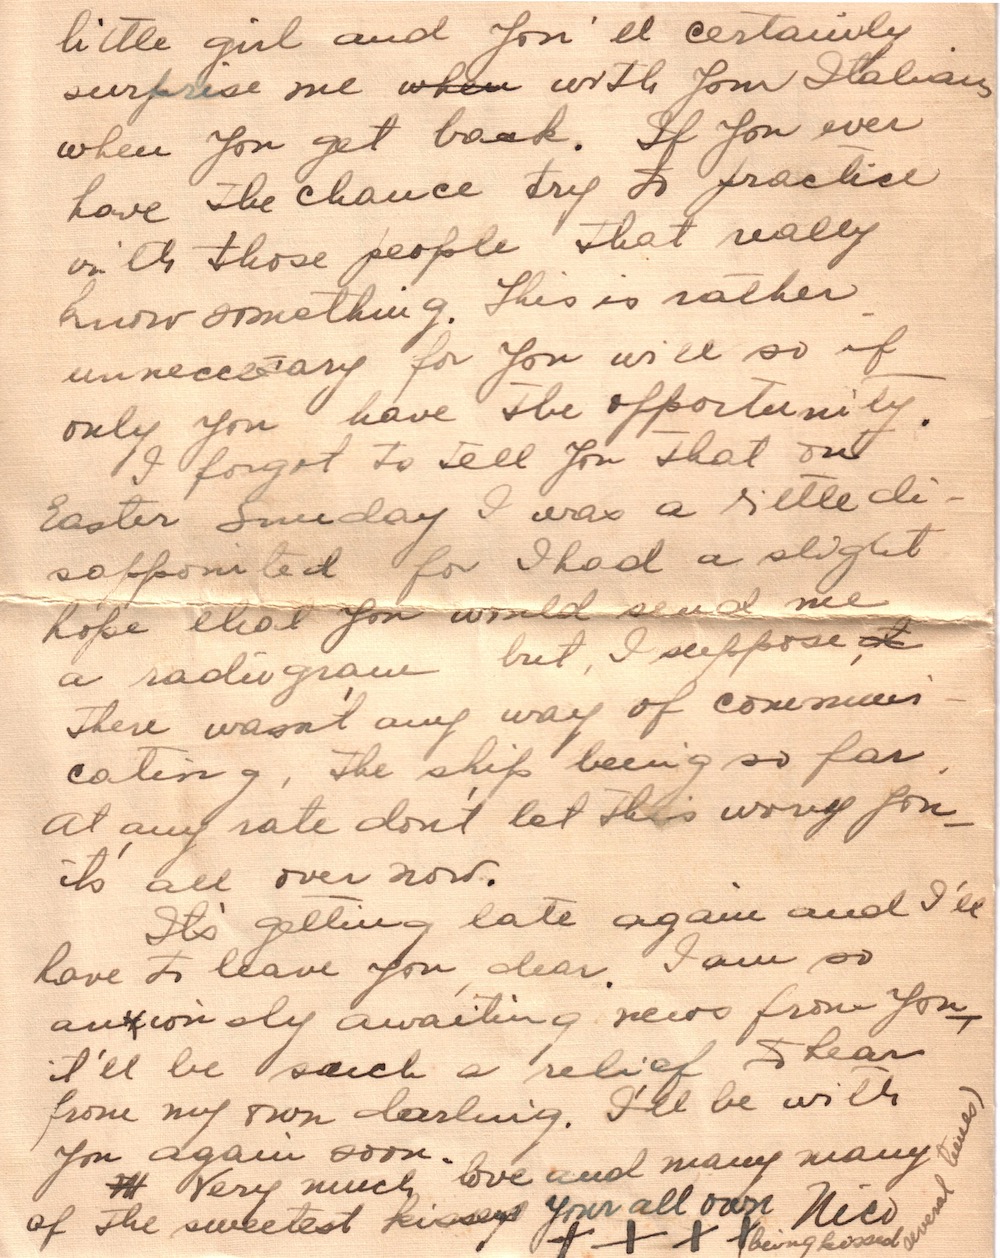 little girl and you'll certainly
surprise me when with your Italian,
when you get back. If you ever
have the chance try to practice
with those people that really
know something. This is rather
unneccesary for you will so if
only you have the opportunity.
I forgot to tell you that on
Easter Sunday I was a little di-
sappointed for I had a slight
hope that you would send me
a radiogram but, I suppose, it
there wasn't any way of communi-
cating, the ship being so far.
At any rate don't let this worry you_
it's all over now.
It's getting late again and I'll
have to leave you, dear. I am so
anxiously awaiting news from you,
it'll be such a relief to hear
from my own darling. I'll be with
you again soon.
Very much love and many many
of the sweetest kisses your all own Nico
+ + + + (being kissed several times)